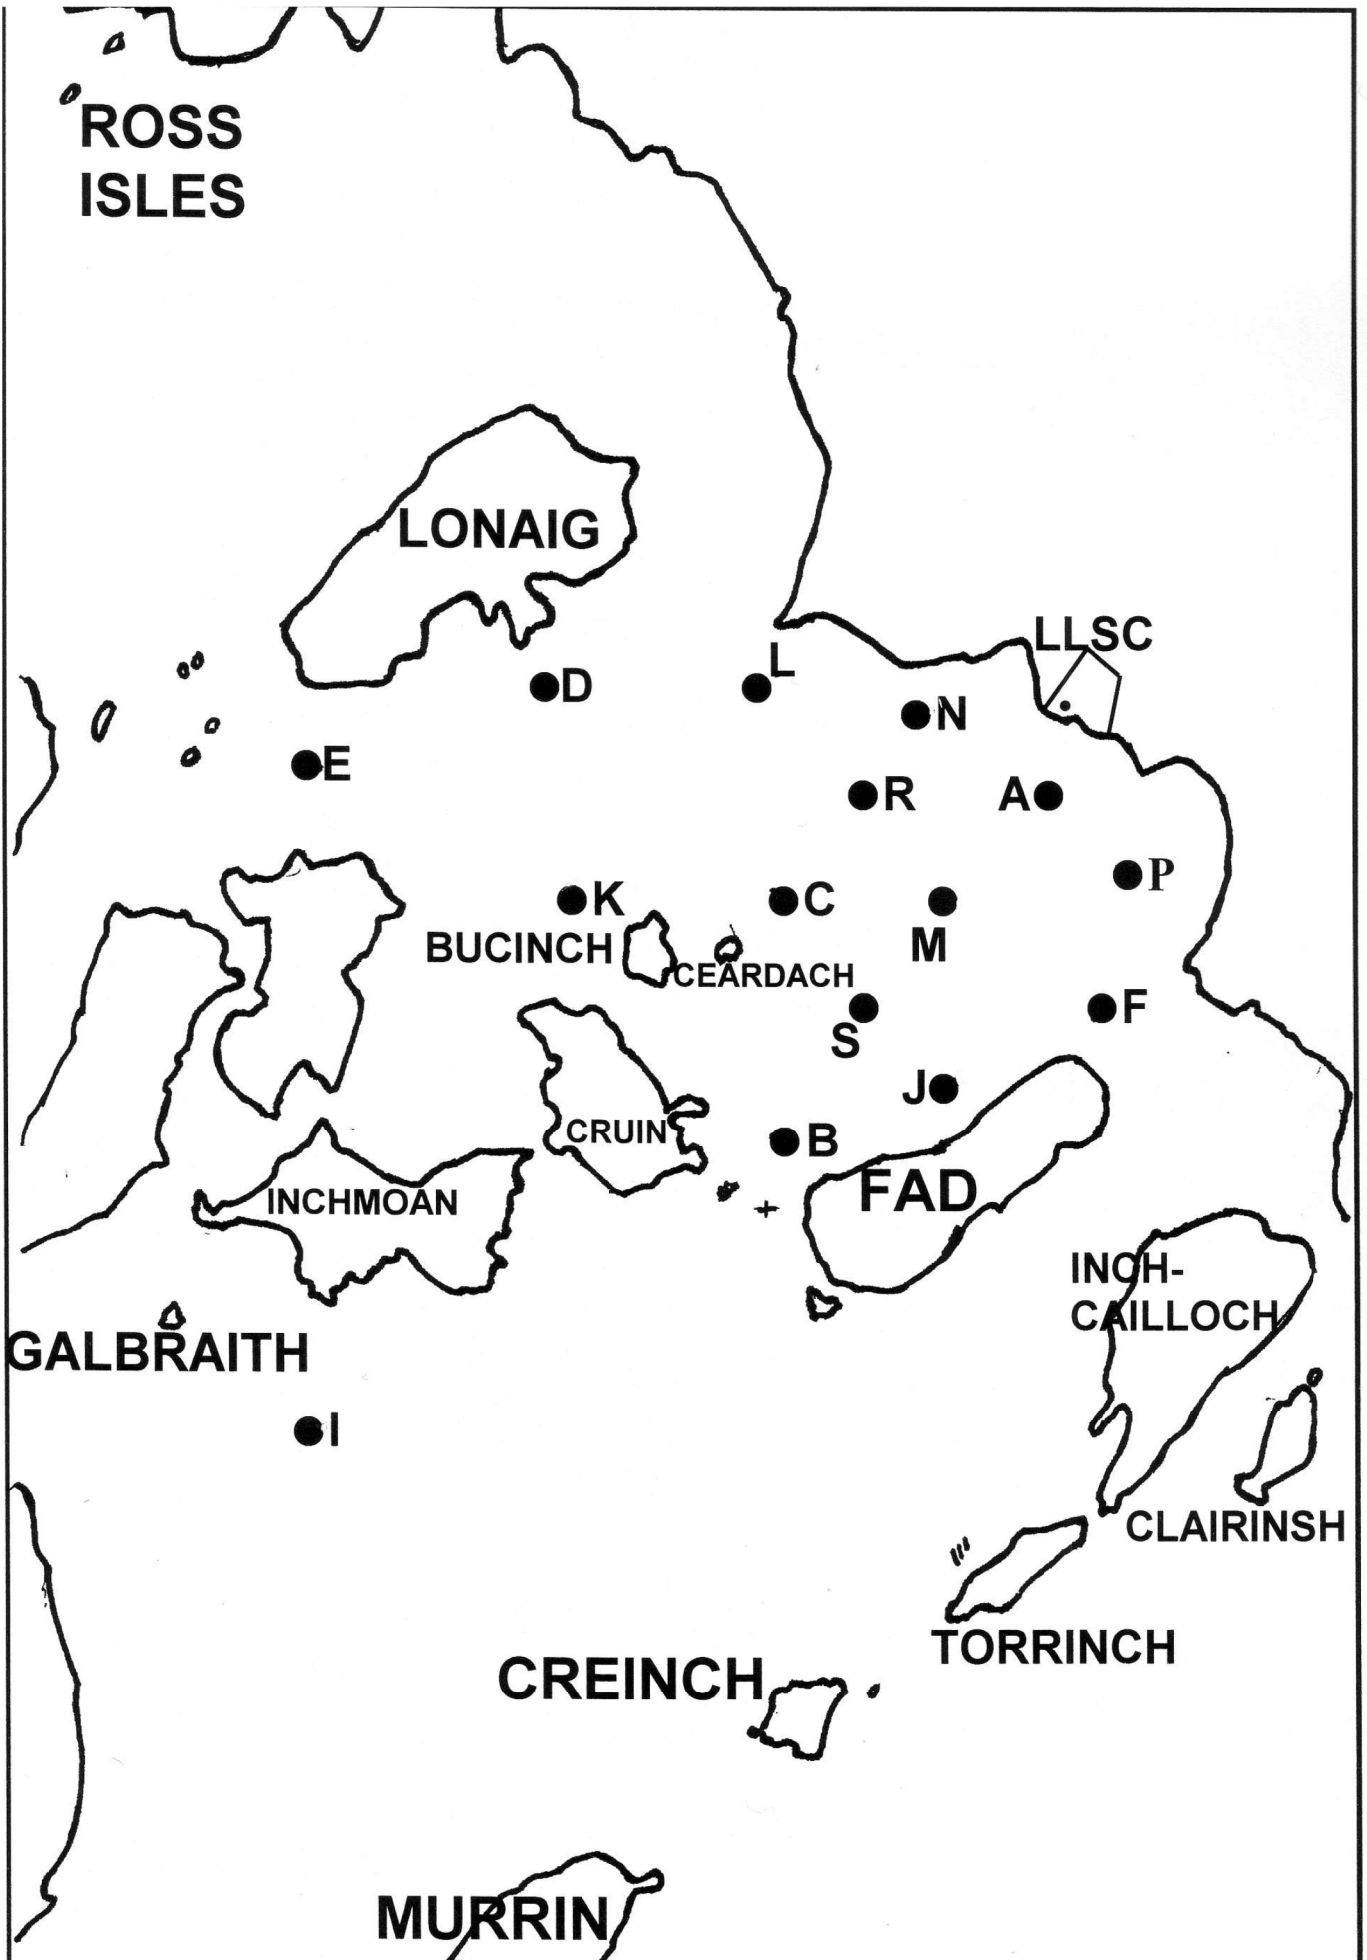 ROSS
ISLES
LONAIG
LLSC
L
D
N
E
R
A
P
K
C
BUCINCH
M
CEARDACH
F
S
J
CRUIN
B
FAD
INCHMOAN
INCH-
CAILLOCH
GALBRAITH
I
CLAIRINSH
TORRINCH
CREINCH
MURRIN